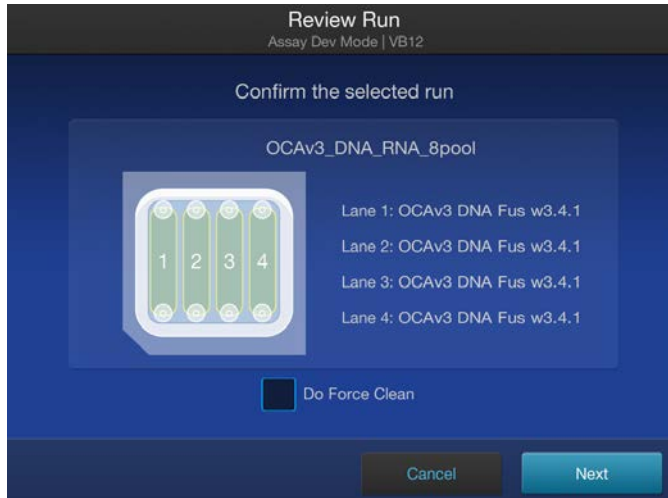 Review Run
Assay Dev Mode | VB12
Confirm the selected run
OCAv3_DNA_RNA_8pool
1 2 3 4
Lane 1: OCAv3 DNA Fus w3.4.1
Lane 2: OCAv3 DNA Fus w3.4.1
Lane 3: OCAv3 DNA Fus w3.4.1
Lane 4: OCAv3 DNA Fus w3.4.1
Do Force Clean
Cancel Next